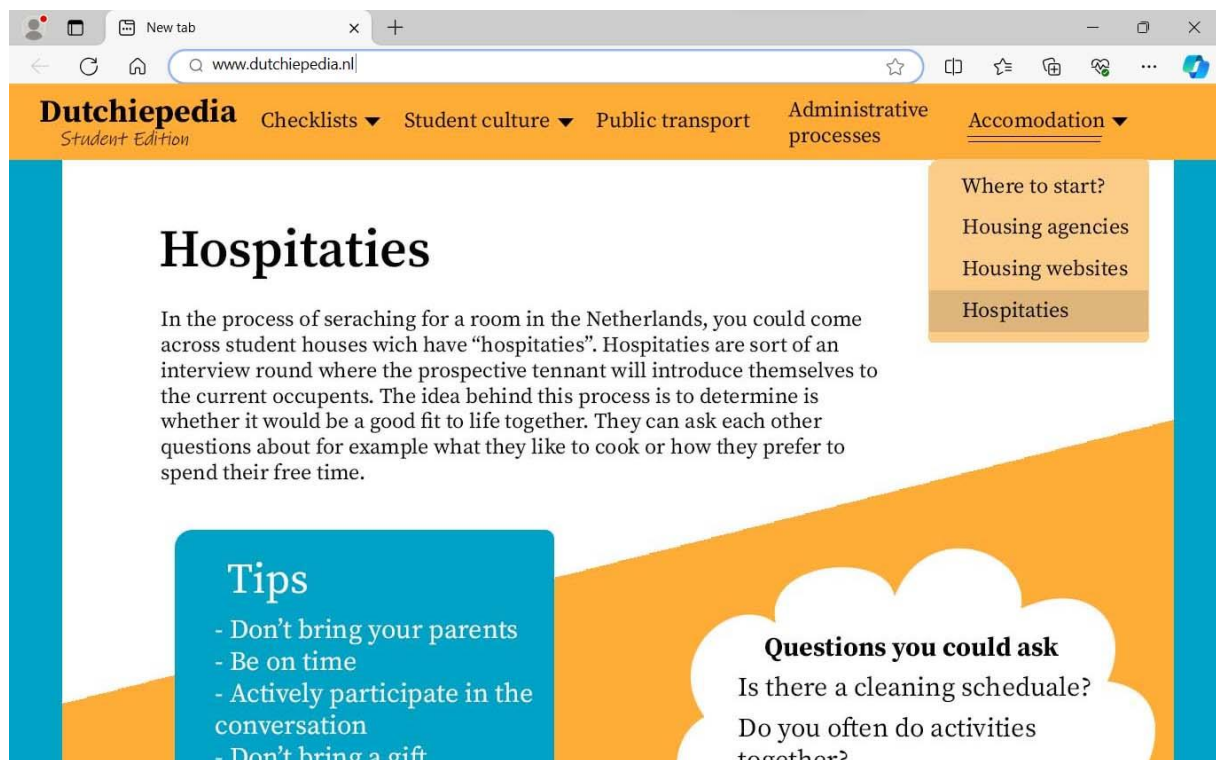 New tab
www.dutchiepedia.nl
Dutchiepedia
Student Edition
Checklists
Student culture
Public transport
Administrative
processes
Accomodation
Where to start?
Housing agencies
Housing websites
Hospitaties
Hospitaties
In the process of seraching for a room in the Netherlands, you could come
across student houses wich have “hospitaties”. Hospitaties are sort of an
interview round where the prospective tennant will introduce themselves to
the current occupents. The idea behind this process is to determine is
whether it would be a good fit to life together. They can ask each other
questions about for example what they like to cook or how they prefer to
spend their free time.
Tips
- Don’t bring your parents
- Be on time
- Actively participate in the
conversation
- Don’t bring a gift
Questions you could ask
Is there a cleaning scheduale?
Do you often do activities
together?